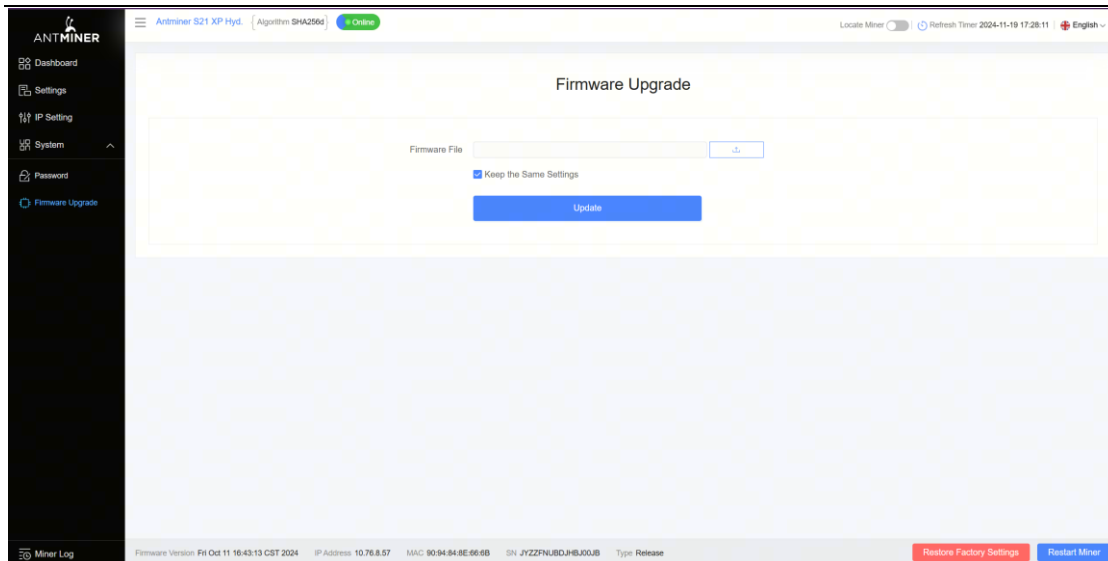 ANTMINER
Antminer S21 XP Hyd. Algorithm SHA256d Online
Locate Miner Refresh Timer 2024-11-19 17:28:11 English
Dashboard
Settings
IP Setting
System
Password
Firmware Upgrade
Firmware Upgrade
Firmware File
Keep the Same Settings
Update
Miner Log
Firmware Version Fri Oct 11 16:43:13 CST 2024 IP Address 10.76.8.57 MAC 90:94:84:8E:66:6B SN JYZZFNUBDJHBJ00JB Type Release
Restore Factory Settings Restart Miner